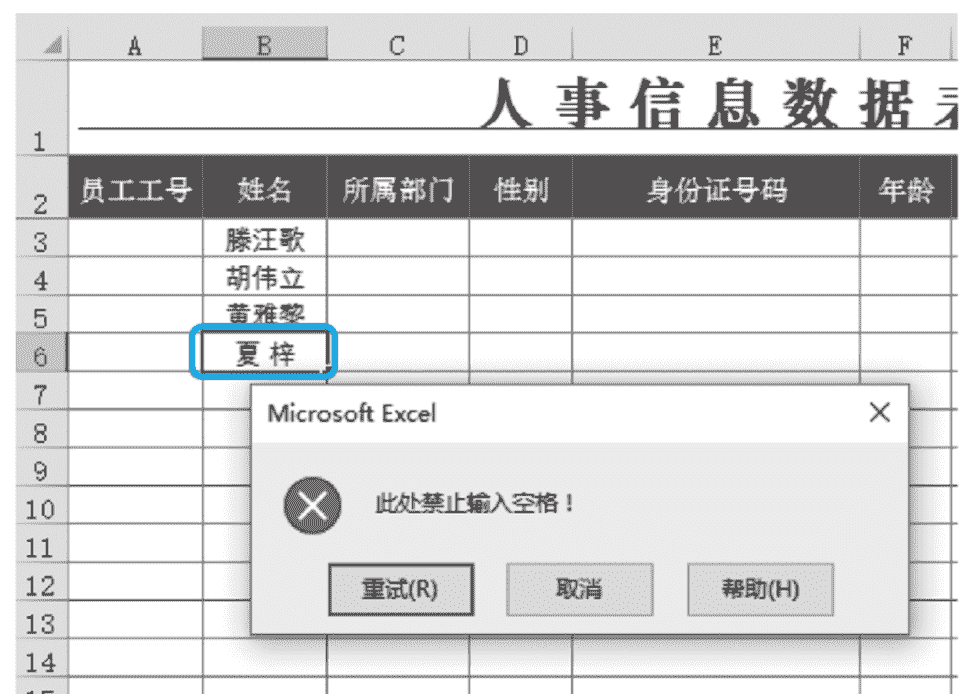 A B C D E F
1 人事信息数据
2 员工工号 姓名 所属部门 性别 身份证号码 年龄
3 滕汪歌
4 胡伟立
5 黄雅黎
6 夏 梓
7
Microsoft Excel
8
9
10 此处禁止输入空格！
11
12 重试(R) 取消 帮助(H)
13
14